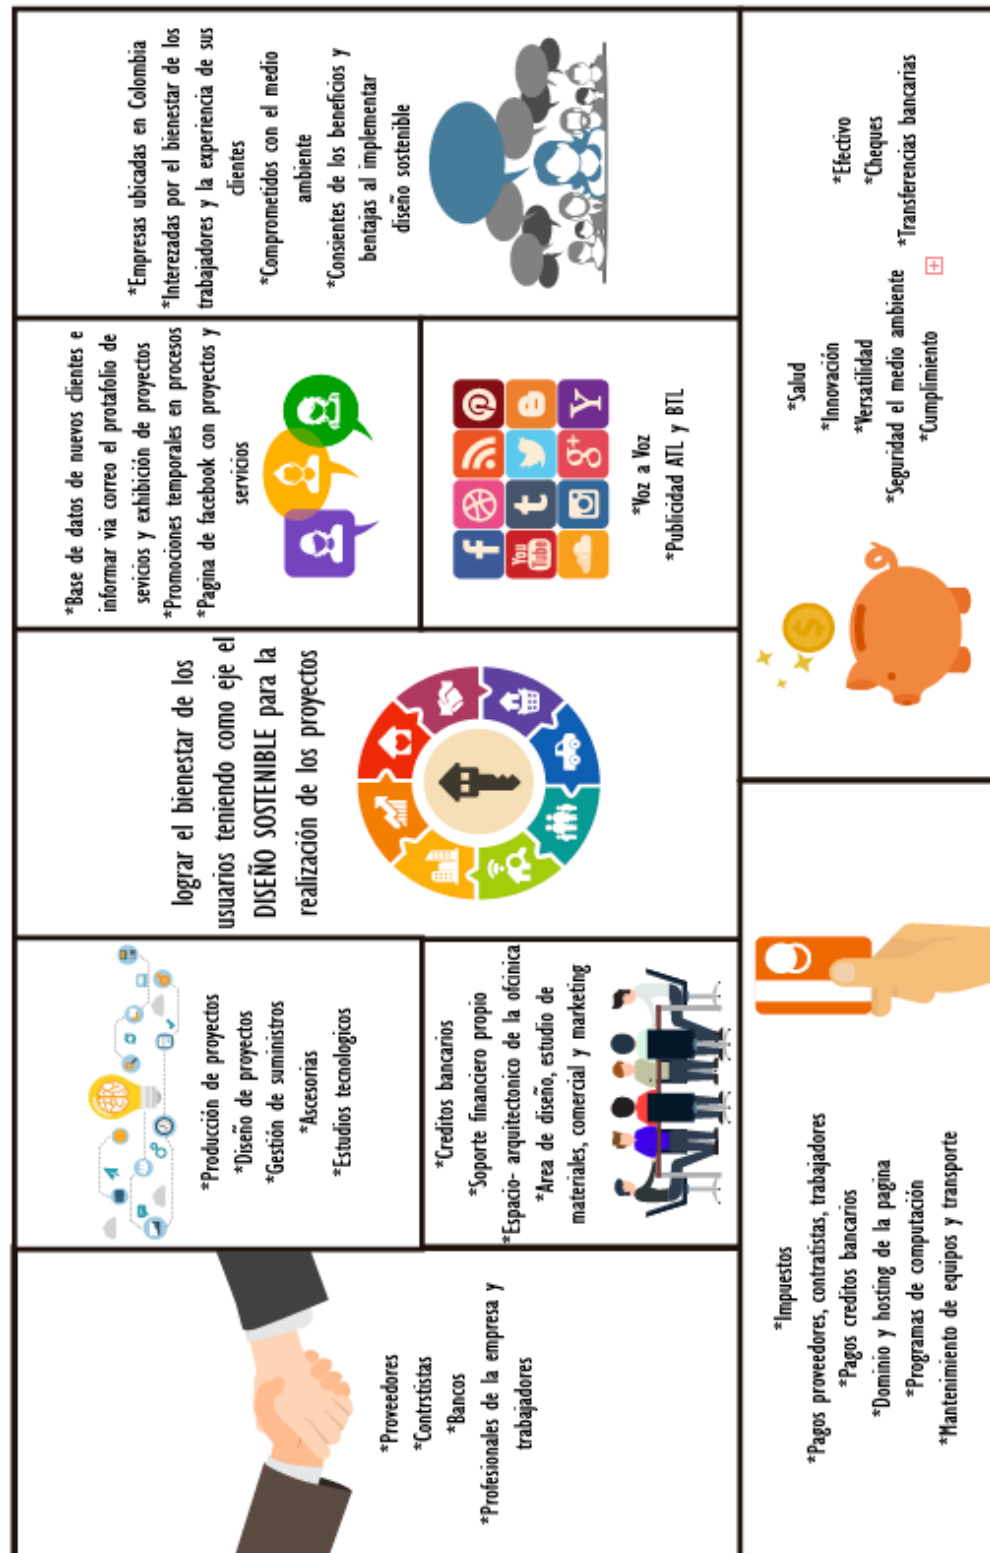 *Proveedores
*Contrstistas
*Bancos
*Profesionales de la empresa y
trabajadores
*Producción de proyectos
*Diseño de proyectos
*Gestión de suministros
*Ascesorias
*Estudios tecnologicos
*Creditos bancarios
*Soporte financiero propio
*Espacio- arquitectonico de la ofcinica
*Area de diseño, estudio de
materiales, comercial y marketing
lograr el bienestar de los
usuarios teniendo como eje el
DISEÑO SOSTENIBLE para la
realización de los proyectos
*Base de datos de nuevos clientes e
informar via correo el protafolio de
sevicios y exhibición de proyectos
*Promociones temporales en procesos
*Pagina de facebook con proyectos y
servicios
You
Tube
*Voz a Voz
*Publicidad ATL y BTL
*Empresas ubicadas en Colombia
*Interezadas por el bienestar de los
trabajadores y la experiencia de sus
clientes
*Comprometidos con el medio
ambiente
*Consientes de los beneficios y
bentajas al implementar
diseño sostenible
*Impuestos
*Pagos proveedores, contratistas, trabajadores
*Pagos creditos bancarios
*Dominio y hosting de la pagina
*Programas de computación
*Mantenimiento de equipos y transporte
*Salud
*Innovación
*Versatilidad
*Seguridad el medio ambiente
*Cumplimiento
*Efectivo
*Cheques
*Transferencias bancarias